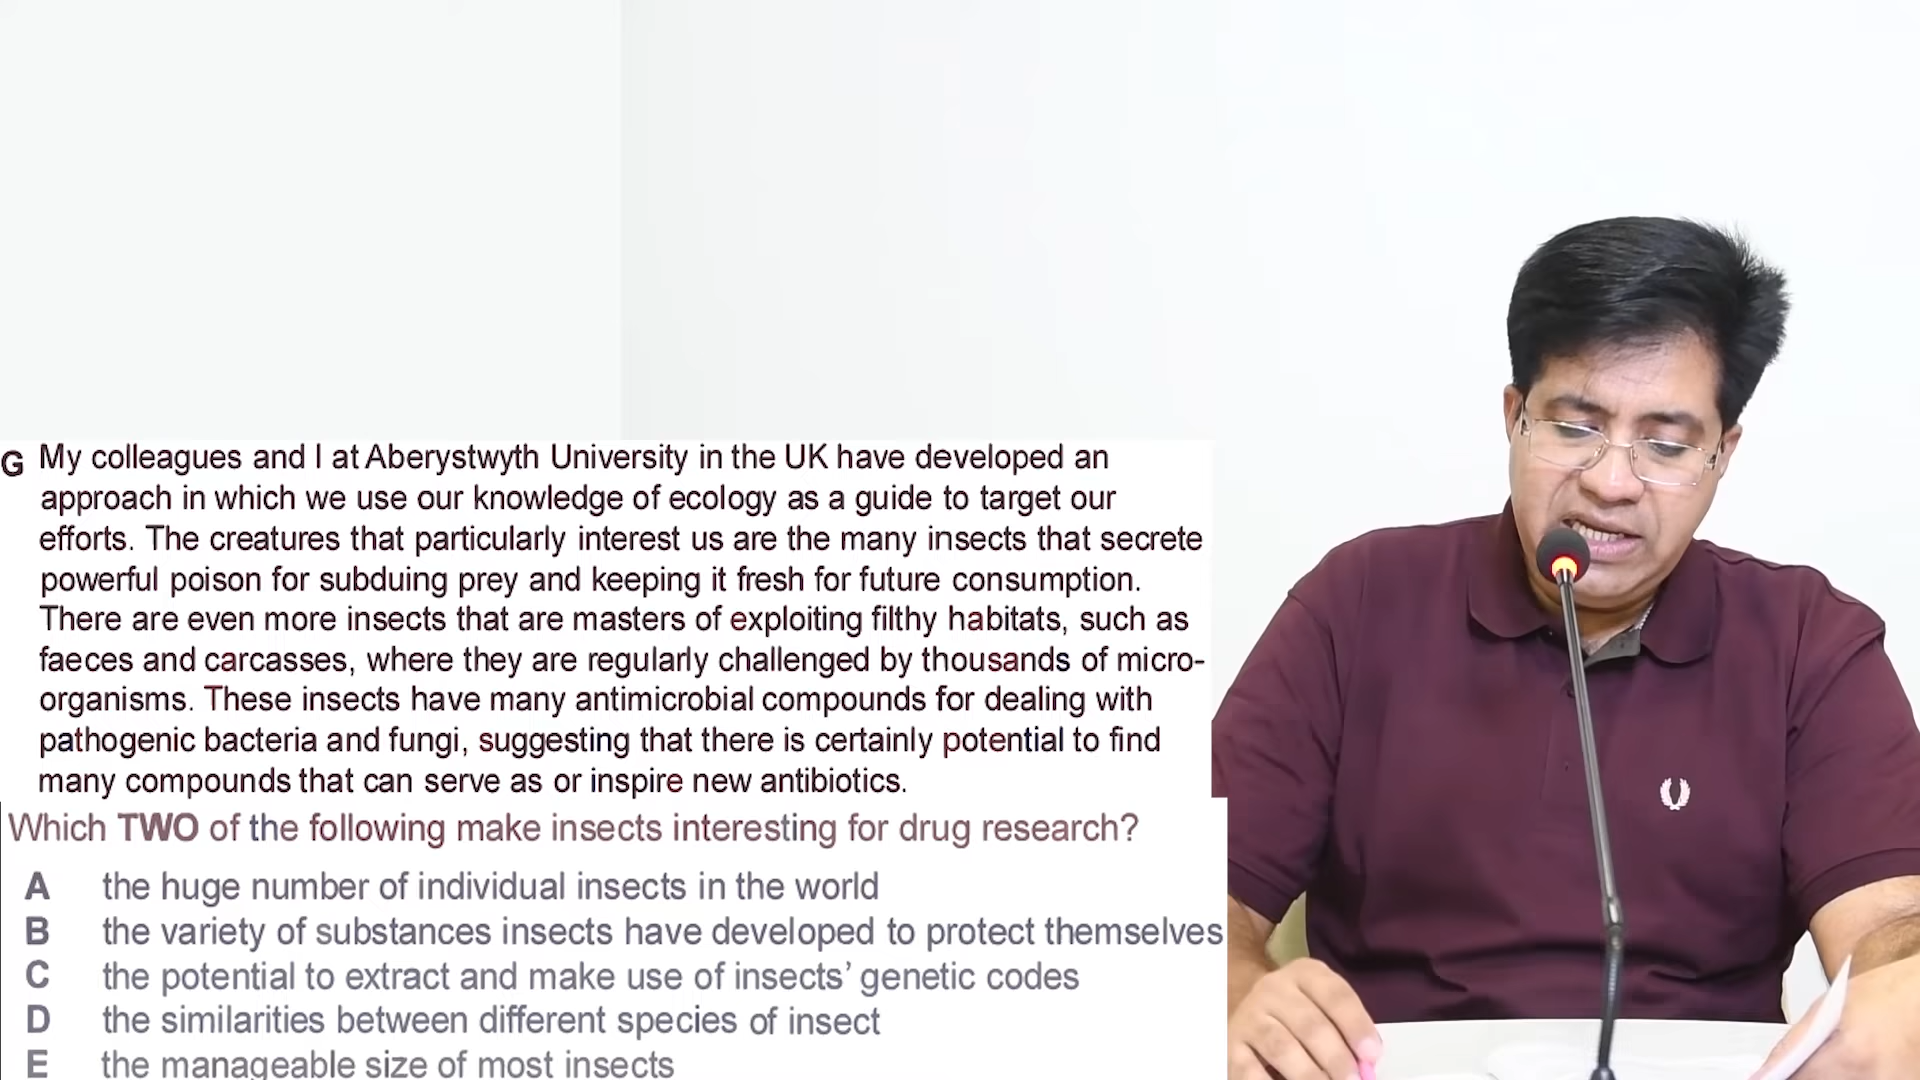 G My colleagues and I at Aberystwyth University in the UK have developed an
approach in which we use our knowledge of ecology as a guide to target our
efforts. The creatures that particularly interest us are the many insects that secrete
powerful poison for subduing prey and keeping it fresh for future consumption.
There are even more insects that are masters of exploiting filthy habitats, such as
faeces and carcasses, where they are regularly challenged by thousands of micro-
organisms. These insects have many antimicrobial compounds for dealing with
pathogenic bacteria and fungi, suggesting that there is certainly potential to find
many compounds that can serve as or inspire new antibiotics.
Which TWO of the following make insects interesting for drug research?
A the huge number of individual insects in the world
B the variety of substances insects have developed to protect themselves
C the potential to extract and make use of insects’ genetic codes
D the similarities between different species of insect
E the manageable size of most insects